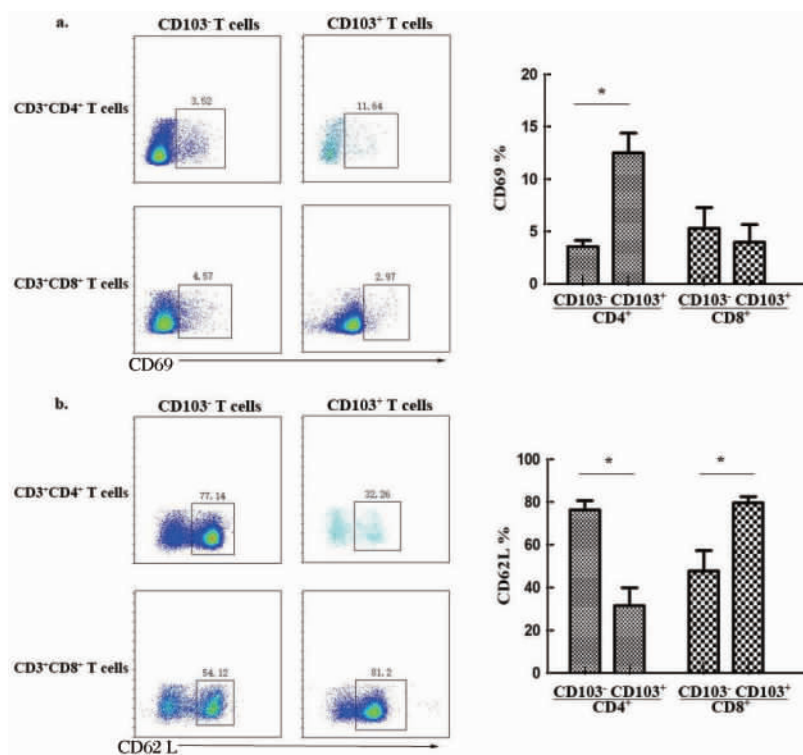 a.
CD103⁻ T cells
CD103⁺ T cells
CD3⁺CD4⁺ T cells
3.52
11.64
CD3⁺CD8⁺ T cells
4.57
2.97
CD69
CD69 %
20
15
10
5
0
*
CD103⁻ CD103⁺ CD103⁻ CD103⁺
CD4⁺ CD8⁺
b.
CD103⁻ T cells
CD103⁺ T cells
CD3⁺CD4⁺ T cells
77.14
32.26
CD3⁺CD8⁺ T cells
54.12
81.2
CD62 L
CD62L %
100
80
60
40
20
0
* *
CD103⁻ CD103⁺ CD103⁻ CD103⁺
CD4⁺ CD8⁺